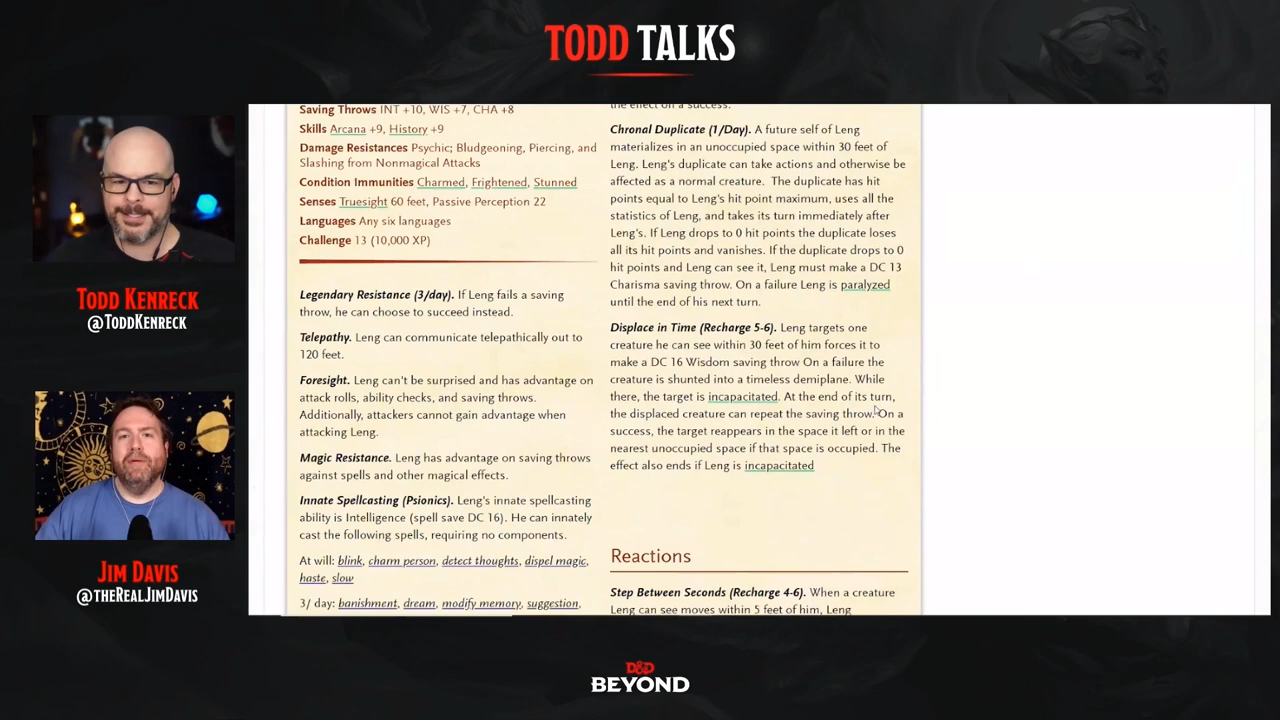 TODD TALKS
Todd Kenreck
@ToddKenreck
Jim Davis
@theRealJimDavis
Saving Throws INT +10, WIS +7, CHA +8
Skills Arcana +9, History +9
Damage Resistances Psychic; Bludgeoning, Piercing, and
Slashing from Nonmagical Attacks
Condition Immunities Charmed, Frightened, Stunned
Senses Truesight 60 feet, Passive Perception 22
Languages Any six languages
Challenge 13 (10,000 XP)
Legendary Resistance (3/day). If Leng fails a saving
throw, he can choose to succeed instead.
Telepathy. Leng can communicate telepathically out to
120 feet.
Foresight. Leng can't be surprised and has advantage on
attack rolls, ability checks, and saving throws.
Additionally, attackers cannot gain advantage when
attacking Leng.
Magic Resistance. Leng has advantage on saving throws
against spells and other magical effects.
Innate Spellcasting (Psionics). Leng's innate spellcasting
ability is Intelligence (spell save DC 16). He can innately
cast the following spells, requiring no components.
At will: blink, charm person, detect thoughts, dispel magic,
haste, slow
3/ day: banishment, dream, modify memory, suggestion,
the effect on a success.
Chronal Duplicate (1/Day). A future self of Leng
materializes in an unoccupied space within 30 feet of
Leng. Leng's duplicate can take actions and otherwise be
affected as a normal creature. The duplicate has hit
points equal to Leng's hit point maximum, uses all the
statistics of Leng, and takes its turn immediately after
Leng's. If Leng drops to 0 hit points the duplicate loses
all its hit points and vanishes. If the duplicate drops to 0
hit points and Leng can see it, Leng must make a DC 13
Charisma saving throw. On a failure Leng is paralyzed
until the end of his next turn.
Displace in Time (Recharge 5-6). Leng targets one
creature he can see within 30 feet of him forces it to
make a DC 16 Wisdom saving throw On a failure the
creature is shunted into a timeless demiplane. While
there, the target is incapacitated. At the end of its turn,
the displaced creature can repeat the saving throw. On a
success, the target reappears in the space it left or in the
nearest unoccupied space if that space is occupied. The
effect also ends if Leng is incapacitated
Reactions
Step Between Seconds (Recharge 4-6). When a creature
Leng can see moves within 5 feet of him, Leng
D&D
BEYOND